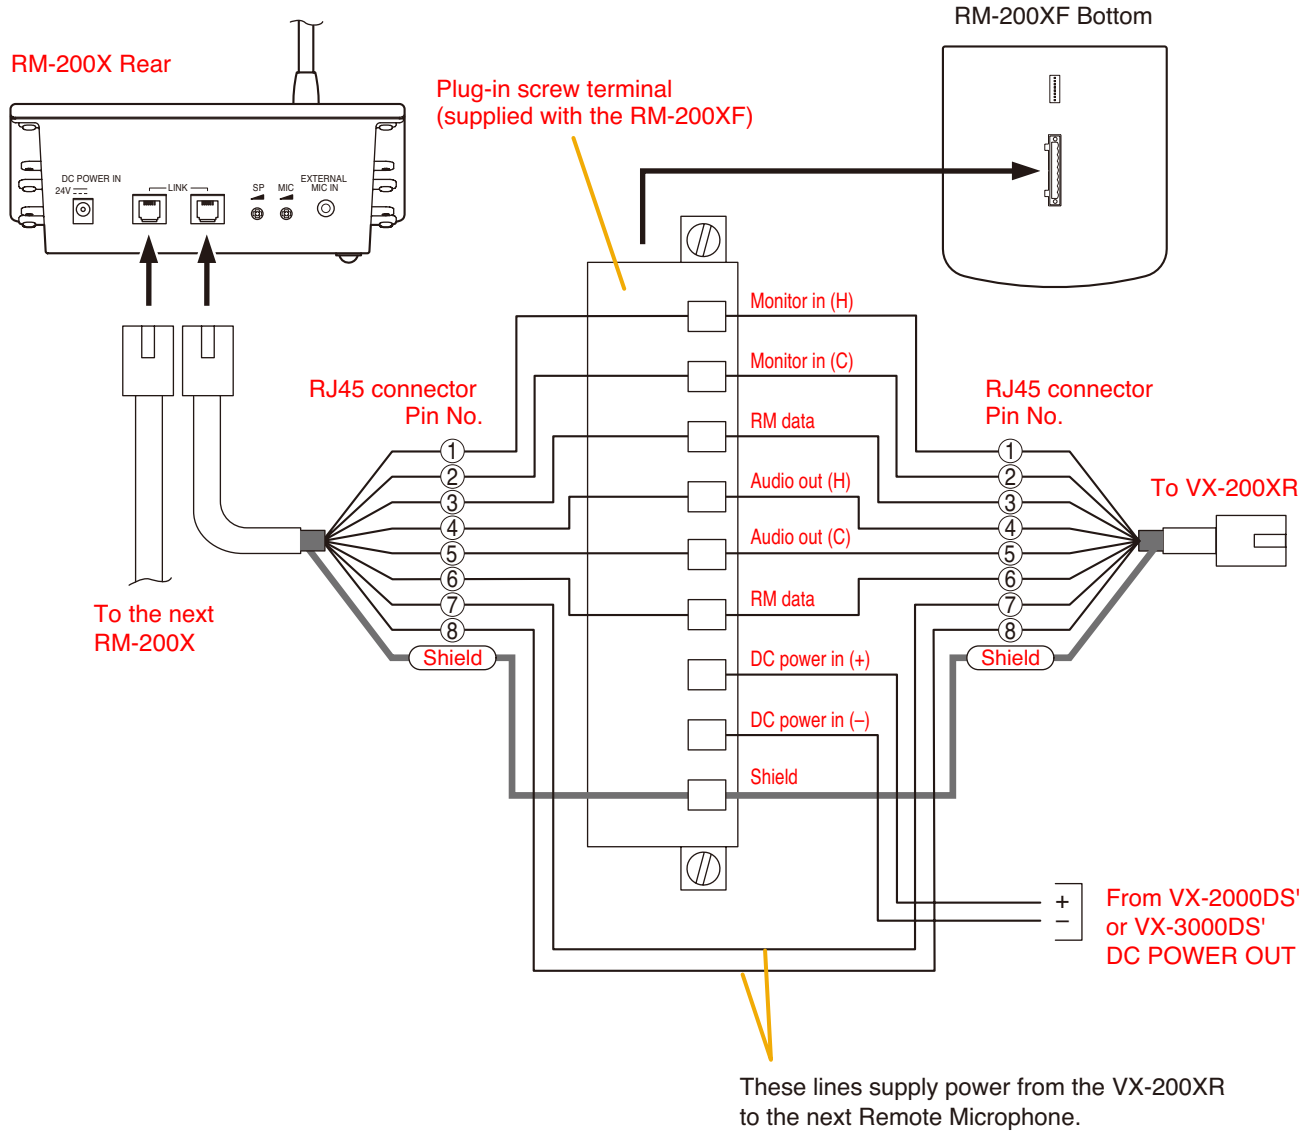 RM-200XF Bottom
RM-200X Rear
Plug-in screw terminal
(supplied with the RM-200XF)
DC POWER IN
24V
LINK
SP
MIC
EXTERNAL
MIC IN
Monitor in (H)
Monitor in (C)
RM data
Audio out (H)
Audio out (C)
RM data
DC power in (+)
DC power in (–)
Shield
RJ45 connector
Pin No.
1
2
3
4
5
6
7
8
Shield
RJ45 connector
Pin No.
1
2
3
4
5
6
7
8
Shield
To VX-200XR
To the next
RM-200X
+
–
From VX-2000DS'
or VX-3000DS'
DC POWER OUT
These lines supply power from the VX-200XR
to the next Remote Microphone.